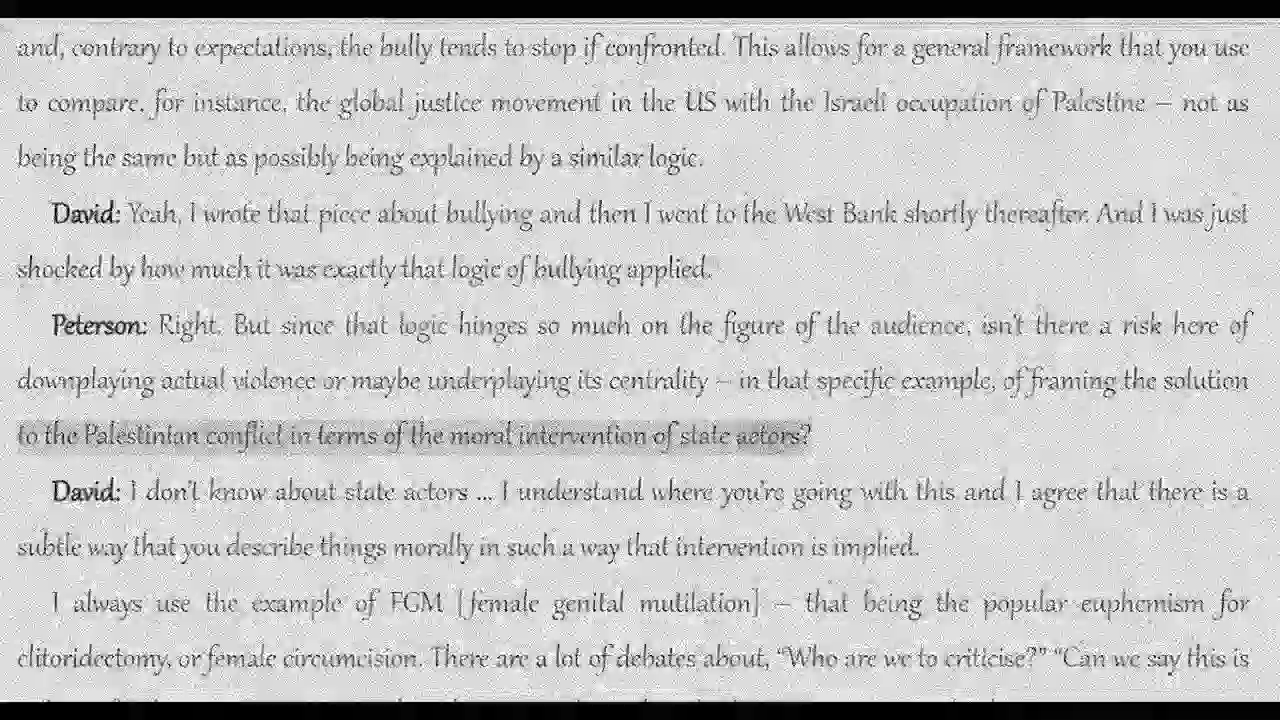 and, contrary to expectations, the bully tends to stop if confronted. This allows for a general framework that you use
to compare, for instance, the global justice movement in the US with the Israeli occupation of Palestine – not as
being the same but as possibly being explained by a similar logic.
David: Yeah, I wrote that piece about bullying and then I went to the West Bank shortly thereafter. And I was just
shocked by how much it was exactly that logic of bullying applied.
Peterson: Right. But since that logic hinges so much on the figure of the audience, isn't there a risk here of
downplaying actual violence or maybe underplaying its centrality – in that specific example, of framing the solution
to the Palestinian conflict in terms of the moral intervention of state actors?
David: I don't know about state actors ... I understand where you're going with this and I agree that there is a
subtle way that you describe things morally in such a way that intervention is implied.
I always use the example of FGM [female genital mutilation] – that being the popular euphemism for
clitoridectomy, or female circumcision. There are a lot of debates about, “Who are we to criticise?” “Can we say this is